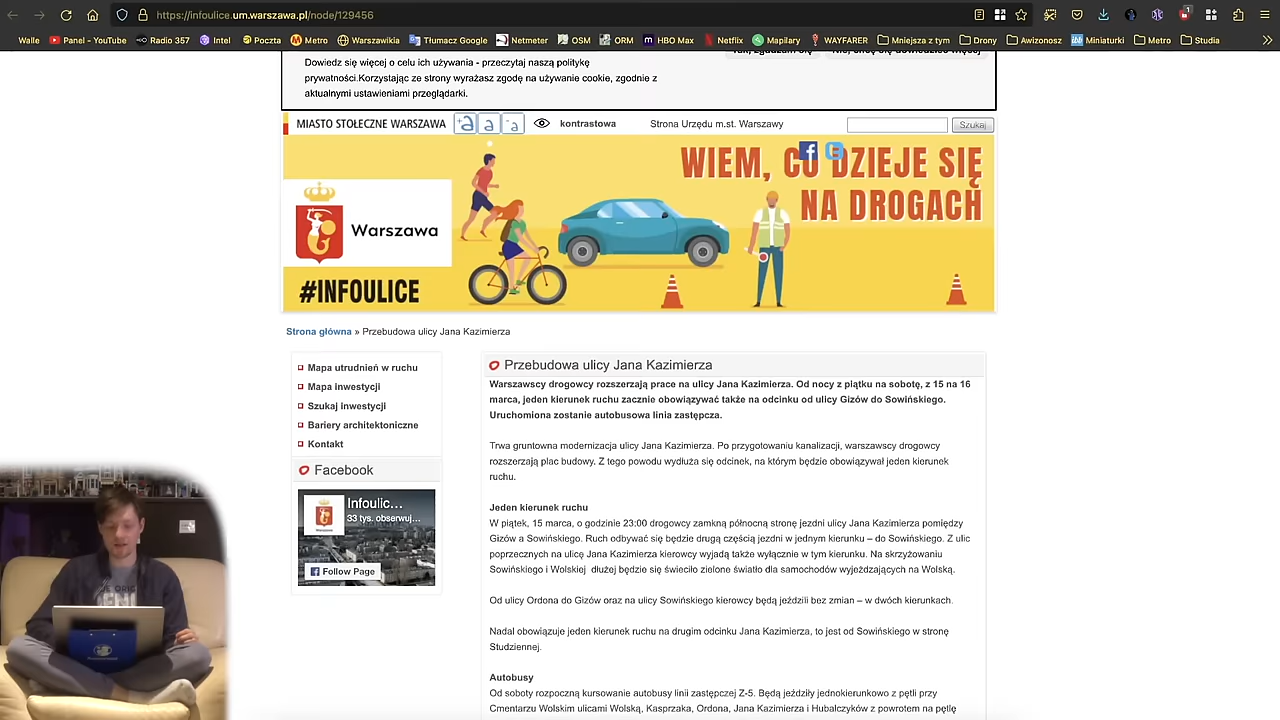 https://infoulice.um.warszawa.pl/node/129456
Walle
Panel - YouTube
Radio 357
Intel
Poczta
Metro
Warszawikia
Tłumacz Google
Netmeter
OSM
ORM
HBO Max
Netflix
Mapilary
WAYFARER
Mniejsza z tym
Drony
Awizonosz
Miniaturki
Metro
Studia
Dowiedz się więcej o celu ich używania - przeczytaj naszą politykę
prywatności.Korzystając ze strony wyrażasz zgodę na używanie cookie, zgodnie z
aktualnymi ustawieniami przeglądarki.
MIASTO STOŁECZNE WARSZAWA
+a a -a
kontrastowa
Strona Urzędu m.st. Warszawy
Szukaj
WIEM, CO DZIEJE SIĘ
NA DROGACH
Warszawa
#INFOULICE
Strona główna » Przebudowa ulicy Jana Kazimierza
Mapa utrudnień w ruchu
Mapa inwestycji
Szukaj inwestycji
Bariery architektoniczne
Kontakt
Facebook
Infoulic...
33 tys. obserwuj...
Follow Page
Przebudowa ulicy Jana Kazimierza
Warszawscy drogowcy rozszerzają prace na ulicy Jana Kazimierza. Od nocy z piątku na sobotę, z 15 na 16
marca, jeden kierunek ruchu zacznie obowiązywać także na odcinku od ulicy Gizów do Sowińskiego.
Uruchomiona zostanie autobusowa linia zastępcza.
Trwa gruntowna modernizacja ulicy Jana Kazimierza. Po przygotowaniu kanalizacji, warszawscy drogowcy
rozszerzają plac budowy. Z tego powodu wydłuża się odcinek, na którym będzie obowiązywał jeden kierunek
ruchu.
Jeden kierunek ruchu
W piątek, 15 marca, o godzinie 23:00 drogowcy zamkną północną stronę jezdni ulicy Jana Kazimierza pomiędzy
Gizów a Sowińskiego. Ruch odbywać się będzie drugą częścią jezdni w jednym kierunku – do Sowińskiego. Z ulic
poprzecznych na ulicę Jana Kazimierza kierowcy wyjadą także wyłącznie w tym kierunku. Na skrzyżowaniu
Sowińskiego i Wolskiej dłużej będzie się świeciło zielone światło dla samochodów wyjeżdzających na Wolską.
Od ulicy Ordona do Gizów oraz na ulicy Sowińskiego kierowcy będą jeździli bez zmian – w dwóch kierunkach.
Nadal obowiązuje jeden kierunek ruchu na drugim odcinku Jana Kazimierza, to jest od Sowińskiego w stronę
Studziennej.
Autobusy
Od soboty rozpoczną kursowanie autobusy linii zastępczej Z-5. Będą jeździły jednokierunkowo z pętli przy
Cmentarzu Wolskim ulicami Wolską, Kasprzaka, Ordona, Jana Kazimierza i Hubalczyków z powrotem na pętlę